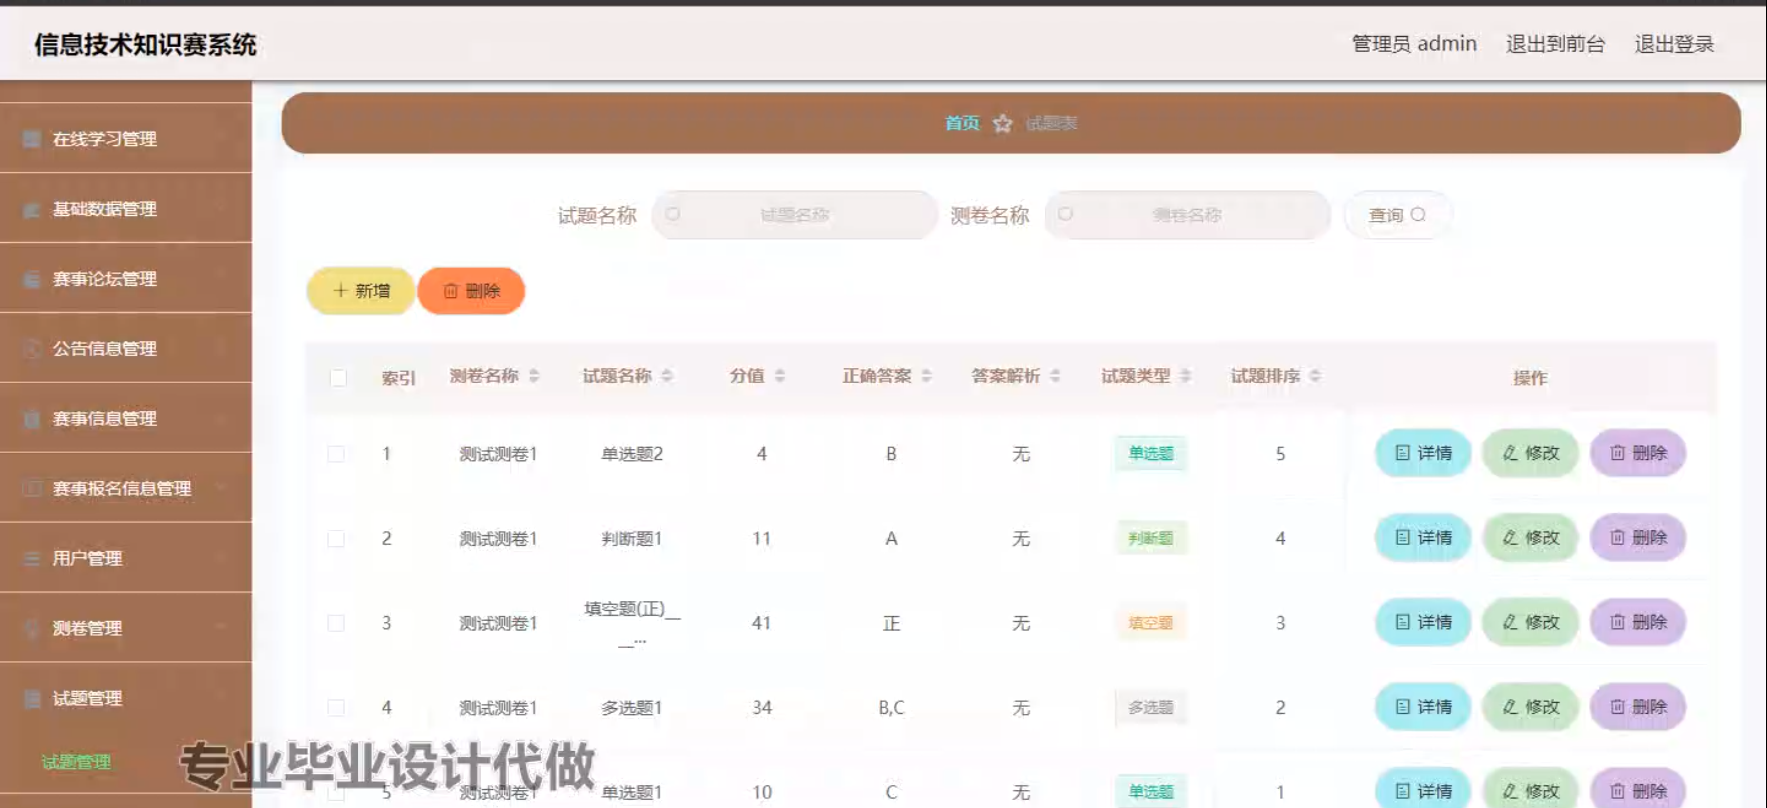 信息技术知识赛系统
管理员 admin 退出到前台 退出登录
首页 试题表
在线学习管理
基础数据管理
赛事论坛管理
公告信息管理
赛事信息管理
赛事报名信息管理
用户管理
测卷管理
试题管理
试题管理
试题名称 试题名称 测卷名称 测卷名称 查询
新增 删除
索引 测卷名称 试题名称 分值 正确答案 答案解析 试题类型 试题排序 操作
1 测试测卷1 单选题2 4 B 无 单选题 5 详情 修改 删除
2 测试测卷1 判断题1 11 A 无 判断题 4 详情 修改 删除
3 测试测卷1 填空题(正)__ 41 正 无 填空题 3 详情 修改 删除
__...
4 测试测卷1 多选题1 34 B,C 无 多选题 2 详情 修改 删除
5 测试测卷1 单选题1 10 C 无 单选题 1 详情 修改 删除
专业毕业设计代做